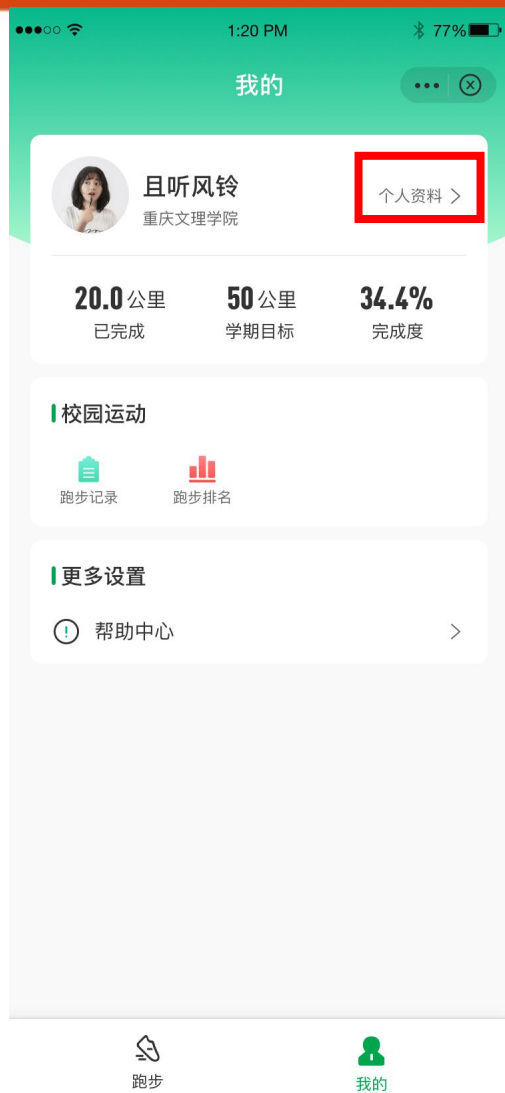 1:20 PM 77%
我的
且听风铃
重庆文理学院
个人资料
20.0公里 50公里 34.4%
已完成 学期目标 完成度
校园运动
跑步记录 跑步排名
更多设置
帮助中心
跑步 我的